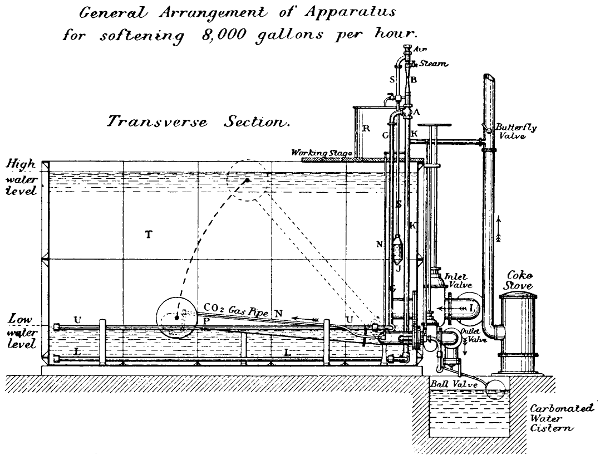 General Arrangement of Apparatus
for softening 8,000 gallons per hour.
Air
Steam
S
B
A
R
G
K
Transverse Section.
Butterfly
Valve
Working Stage
High
water
level
T
S
K
N
J
Inlet
Valve
Coke
Stove
I
CO2 Gas Pipe
N
U
P
U
Low
water
level
Outlet
Valve
L
L
Ball Valve
Carbonated
Water
Cistern